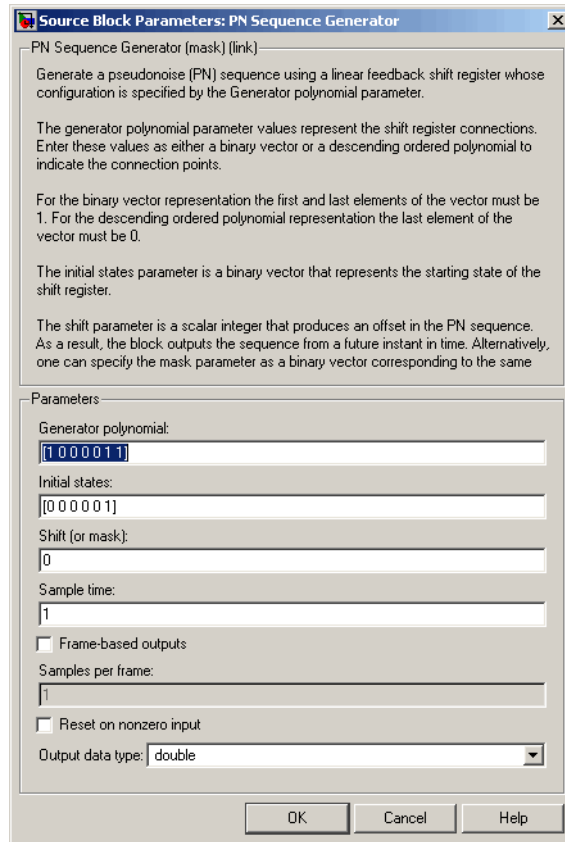 Source Block Parameters: PN Sequence Generator
PN Sequence Generator (mask) (link)
Generate a pseudonoise (PN) sequence using a linear feedback shift register whose
configuration is specified by the Generator polynomial parameter.
The generator polynomial parameter values represent the shift register connections.
Enter these values as either a binary vector or a descending ordered polynomial to
indicate the connection points.
For the binary vector representation the first and last elements of the vector must be
1. For the descending ordered polynomial representation the last element of the
vector must be 0.
The initial states parameter is a binary vector that represents the starting state of the
shift register.
The shift parameter is a scalar integer that produces an offset in the PN sequence.
As a result, the block outputs the sequence from a future instant in time. Alternatively,
one can specify the mask parameter as a binary vector corresponding to the same
Parameters
Generator polynomial:
[1 0 0 0 0 1 1]
Initial states:
[0 0 0 0 0 1]
Shift (or mask):
0
Sample time:
1
Frame-based outputs
Samples per frame:
1
Reset on nonzero input
Output data type: double
OK Cancel Help